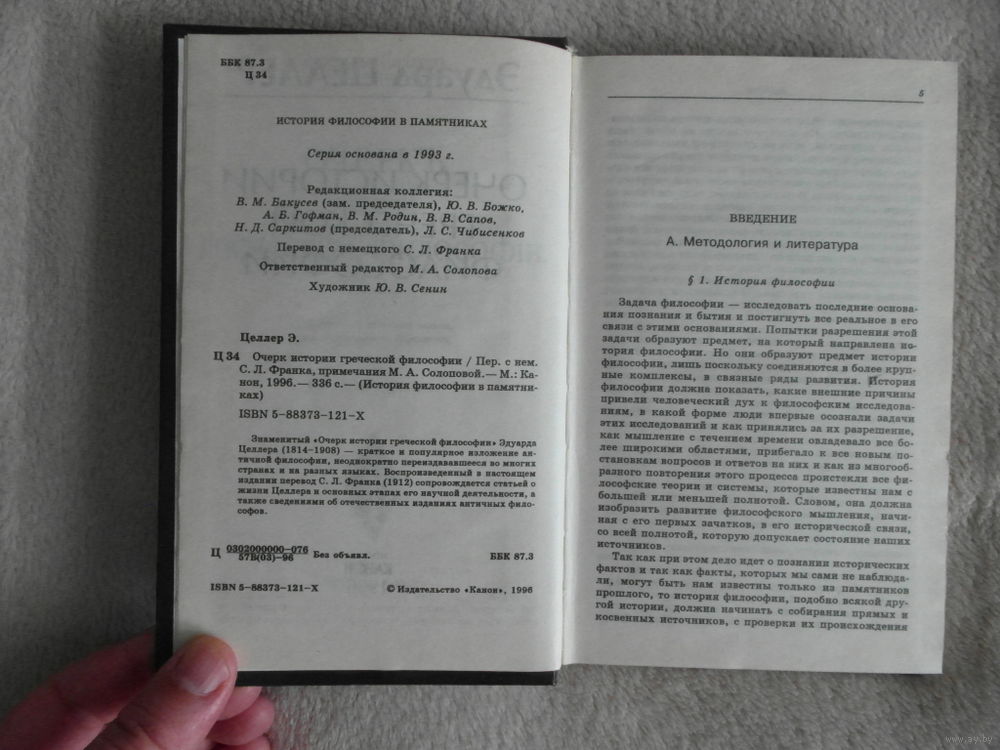 ББК 87.3
Ц 34
ИСТОРИЯ ФИЛОСОФИИ В ПАМЯТНИКАХ
Серия основана в 1993 г.
Редакционная коллегия:
В. М. Бакусев (зам. председателя), Ю. В. Божко,
А. Б. Гофман, В. М. Родин, В. В. Сапов,
Н. Д. Саркитов (председатель), Л. С. Чибисенков
Перевод с немецкого С. Л. Франка
Ответственный редактор М. А. Солопова
Художник Ю. В. Сенин
Целлер Э.
Ц 34 Очерк истории греческой философии / Пер. с нем.
С. Л. Франка, примечания М. А. Солоповой.— М.: Ка-
нон, 1996.— 336 с.— (История философии в памятни-
ках)
ISBN 5-88373-121-X
Знаменитый «Очерк истории греческой философии» Эдуарда
Целлера (1814—1908) — краткое и популярное изложение ан-
тичной философии, неоднократно переиздававшееся во многих
странах и на разных языках. Воспроизведенный в настоящем
издании перевод С. Л. Франка (1912) сопровождается статьей о
жизни Целлера и основных этапах его научной деятельности, а
также сведениями об отечественных изданиях античных фило-
софов.
Ц 0302000000—076
57В(03)—96 Без объявл. ББК 87.3
ISBN 5-88373-121-X © Издательство «Канон», 1996
5
ВВЕДЕНИЕ
А. Методология и литература
§ 1. История философии
Задача философии — исследовать последние основа-
ния познания и бытия и постигнуть все реальное в его
связи с этими основаниями. Попытки разрешения этой
задачи образуют предмет, на который направлена ис-
тория философии. Но они образуют предмет истории
философии, лишь поскольку соединяются в более круп-
ные комплексы, в связные ряды развития. История
философии должна показать, какие внешние причины
привели человеческий дух к философским исследова-
ниям, в какой форме люди впервые осознали задачи
этих исследований и как принялись за их разрешение,
как мышление с течением времени овладевало все бо-
лее широкими областями, прибегало к все новым по-
становкам вопросов и ответов на них и как из многооб-
разного повторения этого процесса проистекли все фи-
лософские теории и системы, которые известны нам с
большей или меньшей полнотой. Словом, она должна
изобразить развитие философского мышления, начи-
ная с его первых зачатков, в его исторической связи,
со всей полнотой, которую допускает состояние наших
источников.
Так как при этом дело идет о познании исторических
фактов и так как факты, которых мы сами не наблюда-
ли, могут быть нам известны только из памятников
прошлого, то история философии, подобно всякой дру-
гой истории, должна начинать с собирания прямых и
косвенных источников, с проверки их происхождения
www.ay.by